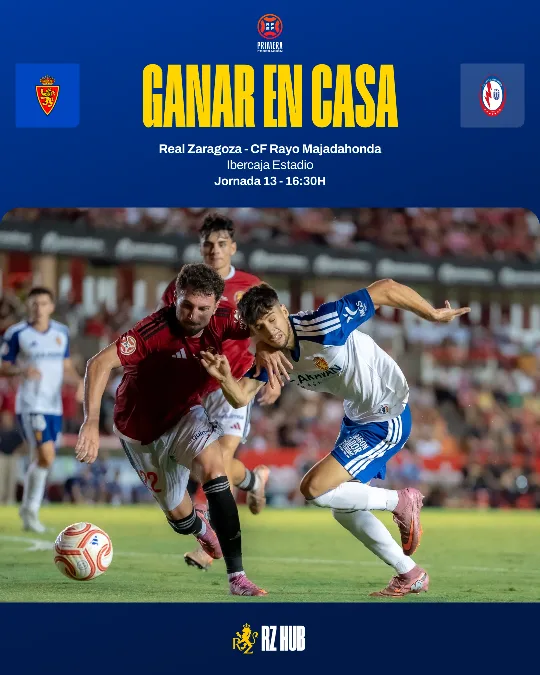 PRIMERA
GANAR EN CASA
Real Zaragoza - CF Rayo Majadahonda
Ibercaja Estadio
Jornada 13 - 16:30H
RZ HUB